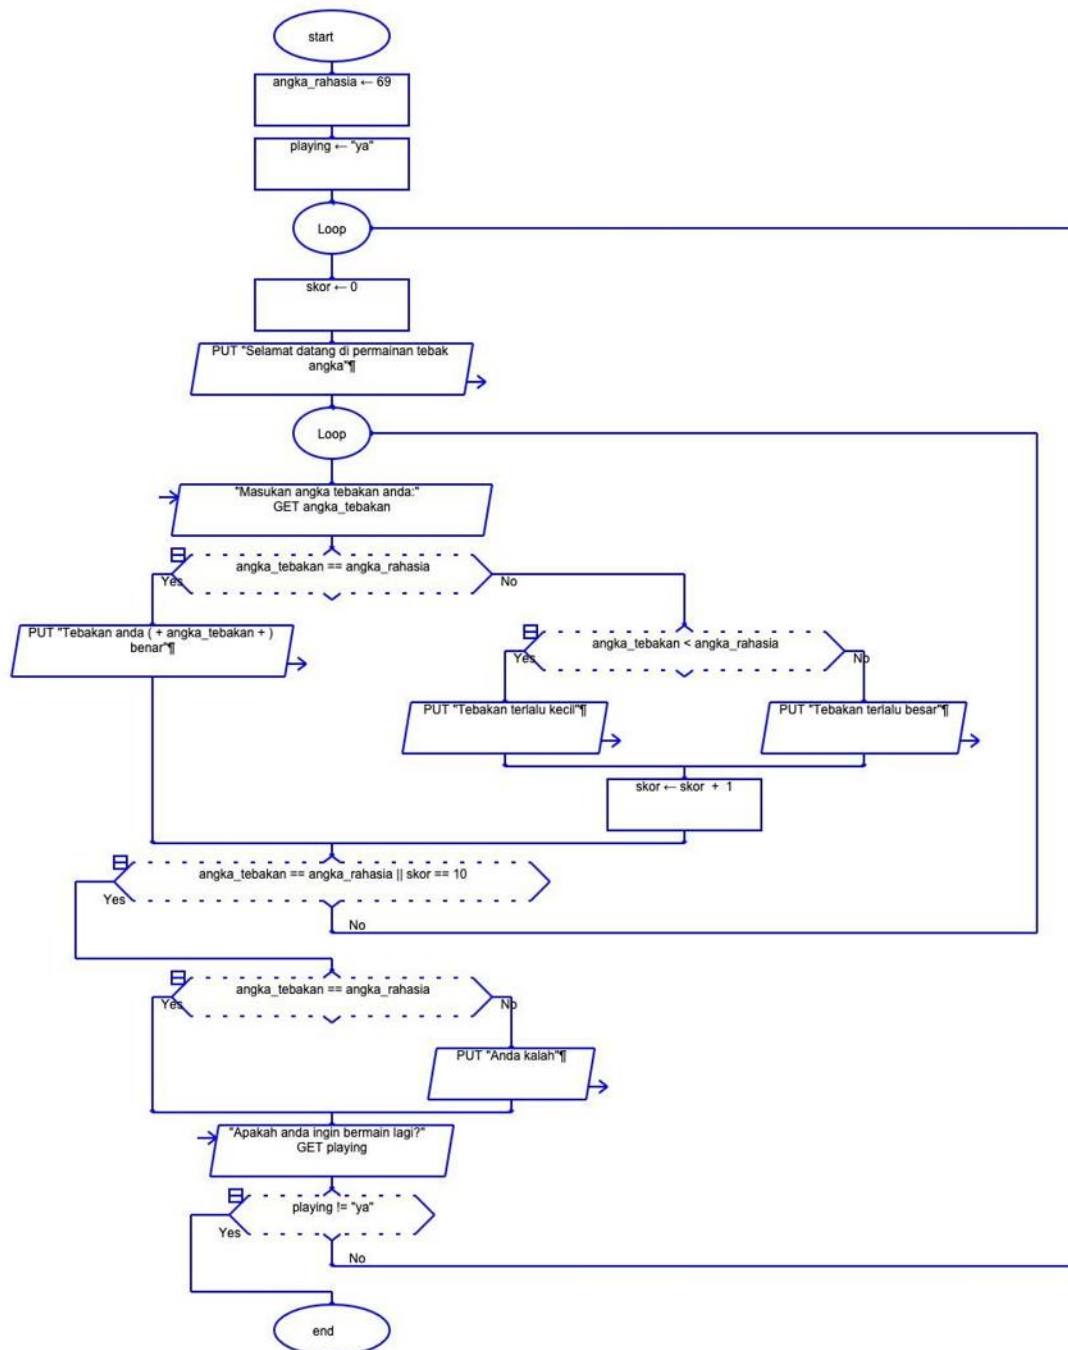 start
angka_rahasia ← 69
playing ← "ya"
Loop
skor ← 0
PUT "Selamat datang di permainan tebak
angka"¶
Loop
"Masukan angka tebakan anda:"
GET angka_tebakan
angka_tebakan == angka_rahasia
Yes
No
PUT "Tebakan anda ( + angka_tebakan + )
benar"¶
angka_tebakan < angka_rahasia
Yes
No
PUT "Tebakan terlalu kecil"¶
PUT "Tebakan terlalu besar"¶
skor ← skor + 1
angka_tebakan == angka_rahasia || skor == 10
Yes
No
angka_tebakan == angka_rahasia
Yes
No
PUT "Anda kalah"¶
"Apakah anda ingin bermain lagi?"
GET playing
playing != "ya"
Yes
No
end